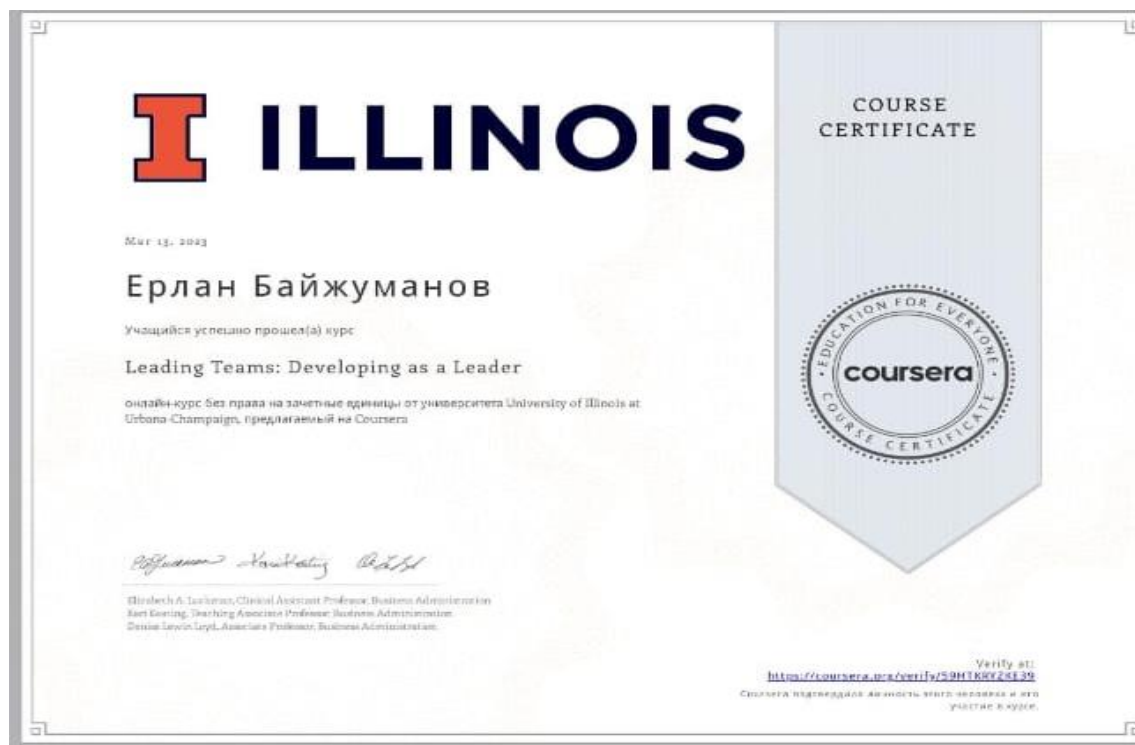 ILLINOIS
COURSE
CERTIFICATE
Mar 13, 2023
Ерлан Байжуманов
Учащийся успешно прошел(а) курс
Leading Teams: Developing as a Leader
онлайн-курс без права на зачетные единицы от университета University of Illinois at
Urbana-Champaign, предлагаемый на Coursera
EDUCATION FOR EVERYONE
coursera
COURSE CERTIFICATE
Elizabeth A. Luckman, Clinical Assistant Professor, Business Administration
Kari Keating, Teaching Associate Professor, Business Administration
Denise Lewin Loyd, Associate Professor, Business Administration
Verify at:
https://coursera.org/verify/59HTKRYZKE39
Coursera подтвердила личность этого человека и его
участие в курсе.